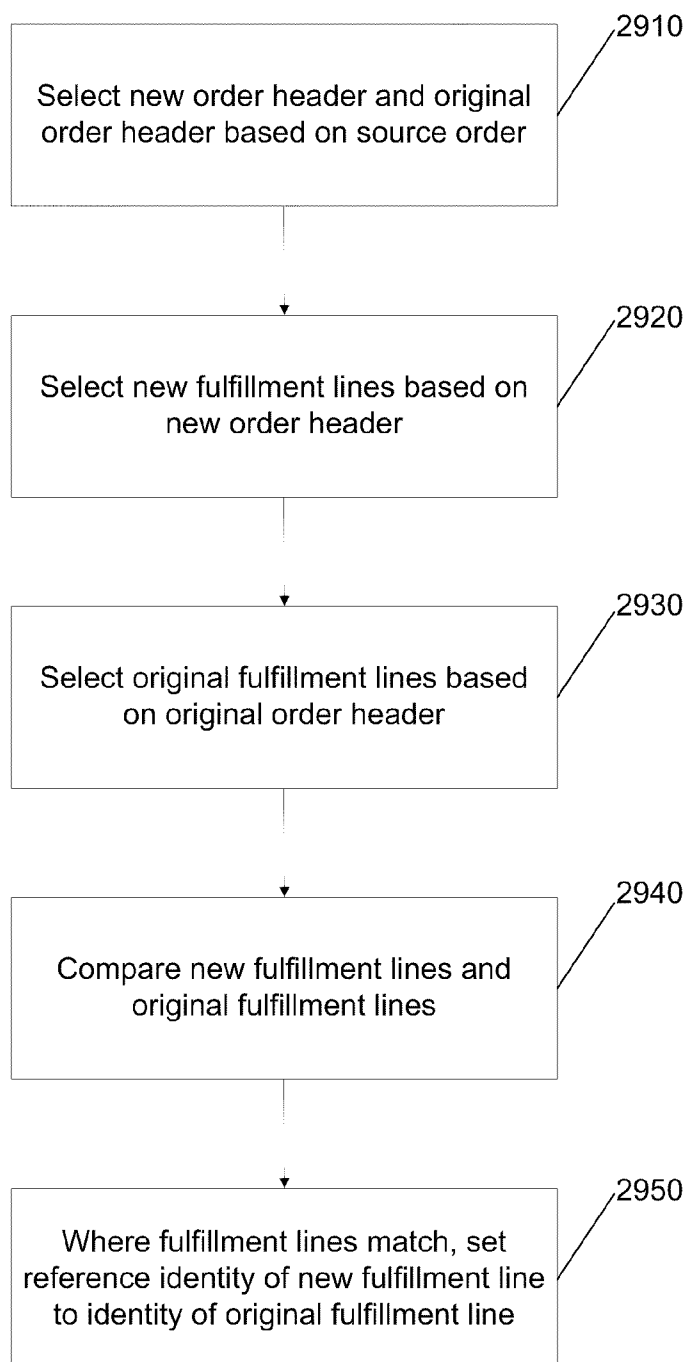 2910
Select new order header and original
order header based on source order
2920
Select new fulfillment lines based on
new order header
2930
Select original fulfillment lines based
on original order header
2940
Compare new fulfillment lines and
original fulfillment lines
2950
Where fulfillment lines match, set
reference identity of new fulfillment line
to identity of original fulfillment line